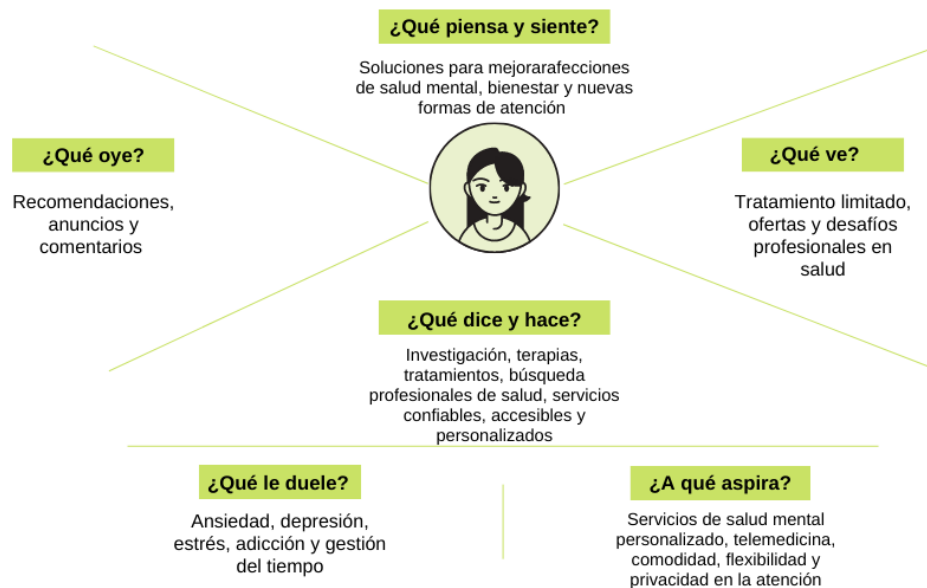 ¿Qué piensa y siente?
Soluciones para mejorarafecciones
de salud mental, bienestar y nuevas
formas de atención
¿Qué oye?
Recomendaciones,
anuncios y
comentarios
¿Qué ve?
Tratamiento limitado,
ofertas y desafíos
profesionales en
salud
¿Qué dice y hace?
Investigación, terapias,
tratamientos, búsqueda
profesionales de salud, servicios
confiables, accesibles y
personalizados
¿Qué le duele?
Ansiedad, depresión,
estrés, adicción y gestión
del tiempo
¿A qué aspira?
Servicios de salud mental
personalizado, telemedicina,
comodidad, flexibilidad y
privacidad en la atención